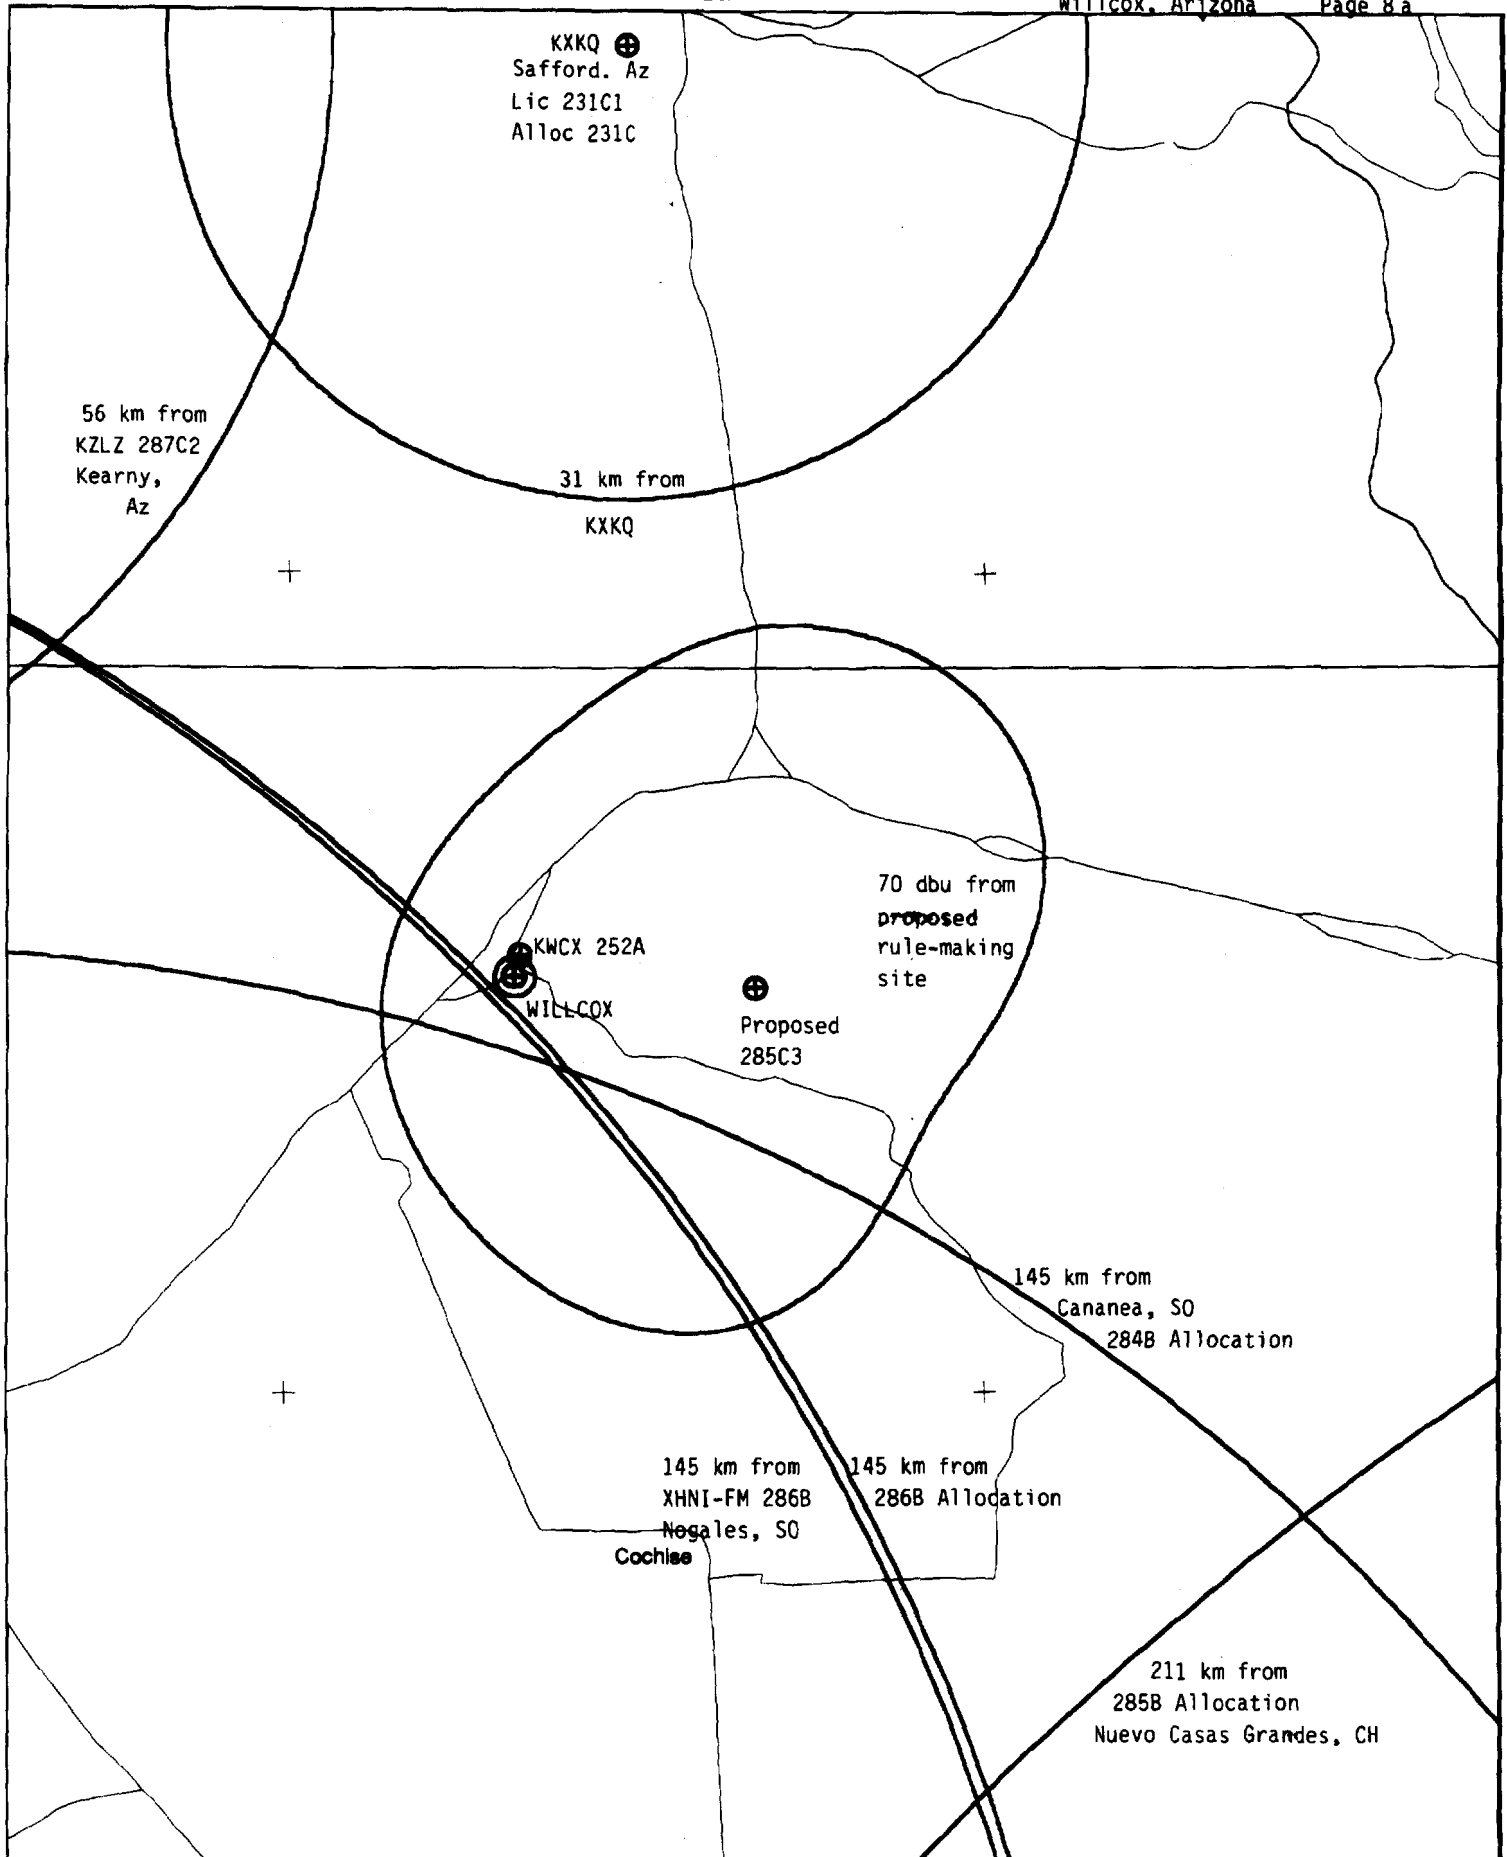 Willcox, Arizona Page 8a
KXKQ
Safford. Az
Lic 231C1
Alloc 231C
56 km from
KZLZ 287C2
Kearny,
Az
31 km from
KXKQ
70 dbu from
proposed
rule-making
site
KWCX 252A
WILLCOX
Proposed
285C3
145 km from
Cananea, SO
284B Allocation
145 km from
XHNI-FM 286B
Nogales, SO
145 km from
286B Allocation
Cochise
211 km from
285B Allocation
Nuevo Casas Grandes, CH